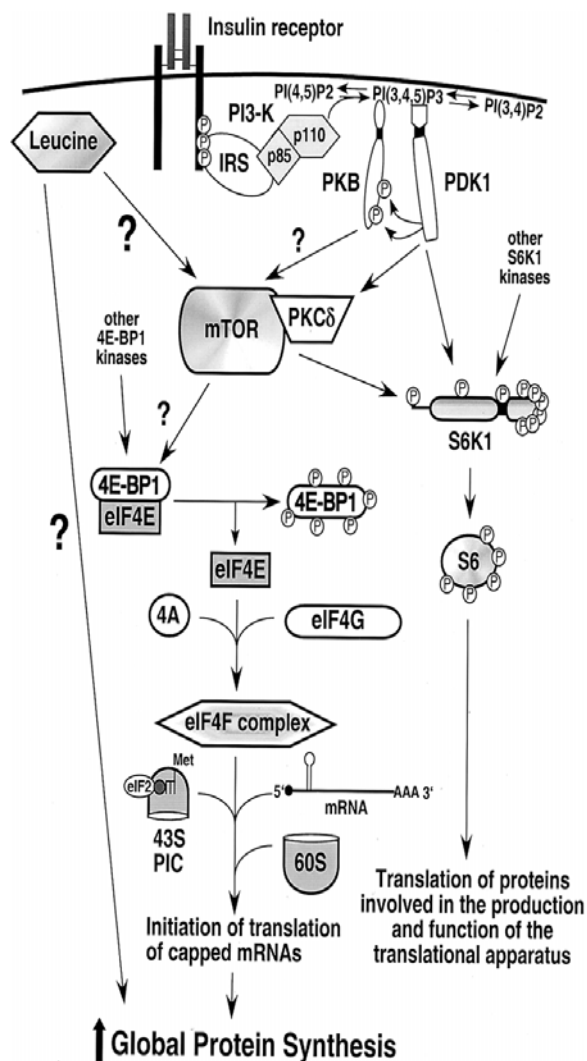 Insulin receptor
PI(4,5)P2
PI(3,4,5)P3
PI(3,4)P2
Leucine
PI3-K
p110
p85
P
P
P
IRS
PKB
PDK1
P
P
?
?
other
S6K1
kinases
mTOR
PKCδ
other
4E-BP1
kinases
?
P
P
P
P
P
P
P
P
S6K1
4E-BP1
eIF4E
P
P
P
4E-BP1
P
P
P
?
eIF4E
S6
P
P
P
P
P
4A
eIF4G
eIF4F complex
Met
eIF2
43S
PIC
5'
AAA 3'
mRNA
60S
Initiation of translation
of capped mRNAs
Translation of proteins
involved in the production
and function of the
translational apparatus
Global Protein Synthesis